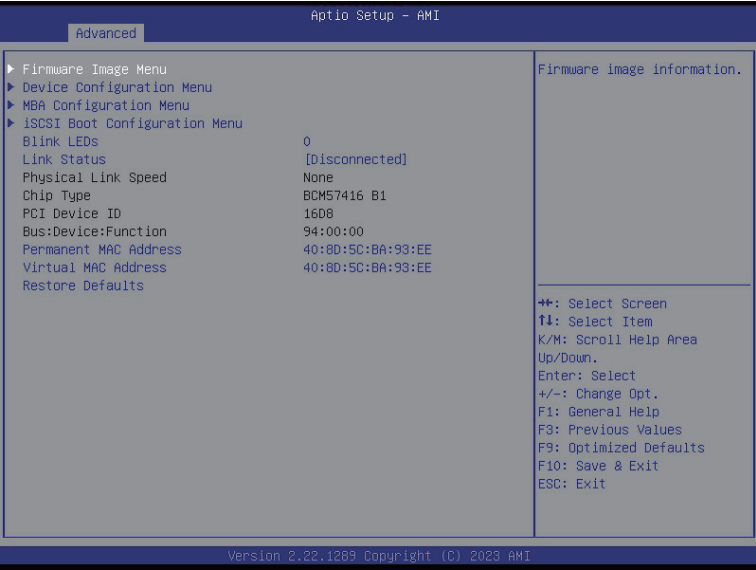 Aptio Setup – AMI
Advanced
Firmware Image Menu
Device Configuration Menu
MBA Configuration Menu
iSCSI Boot Configuration Menu
Blink LEDs 0
Link Status [Disconnected]
Physical Link Speed None
Chip Type BCM57416 B1
PCI Device ID 16D8
Bus:Device:Function 94:00:00
Permanent MAC Address 40:8D:5C:BA:93:EE
Virtual MAC Address 40:8D:5C:BA:93:EE
Restore Defaults
Firmware image information.
→←: Select Screen
↑↓: Select Item
K/M: Scroll Help Area
Up/Down.
Enter: Select
+/-: Change Opt.
F1: General Help
F3: Previous Values
F9: Optimized Defaults
F10: Save & Exit
ESC: Exit
Version 2.22.1289 Copyright (C) 2023 AMI